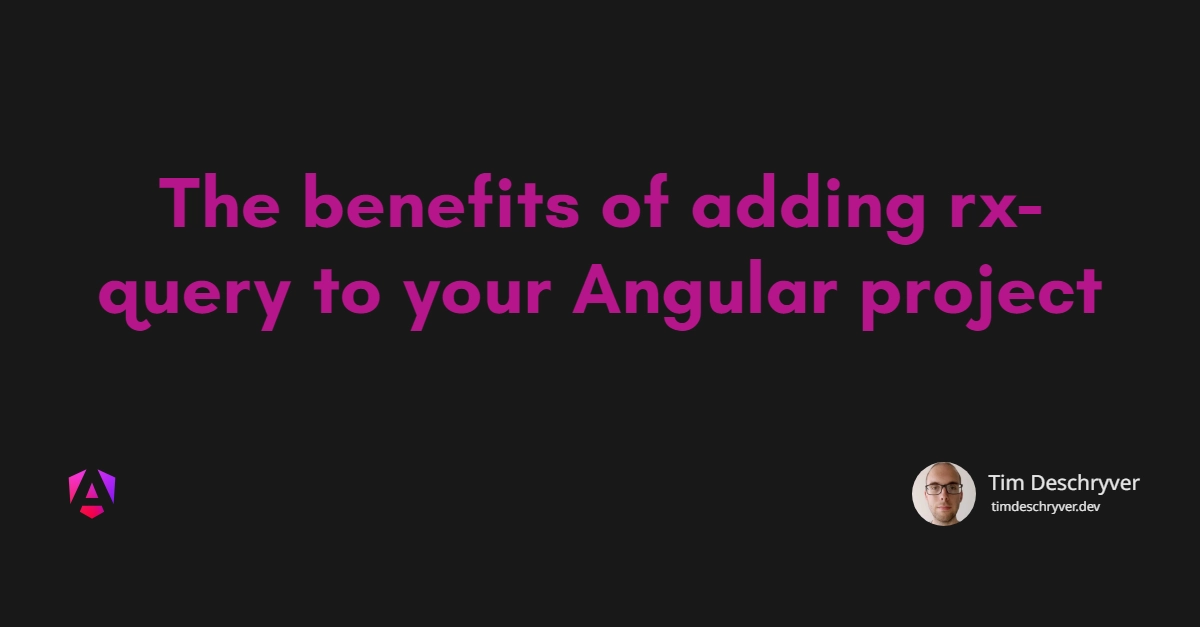 The benefits of adding rx-
query to your Angular project
Tim Deschryver
timdeschryver.dev